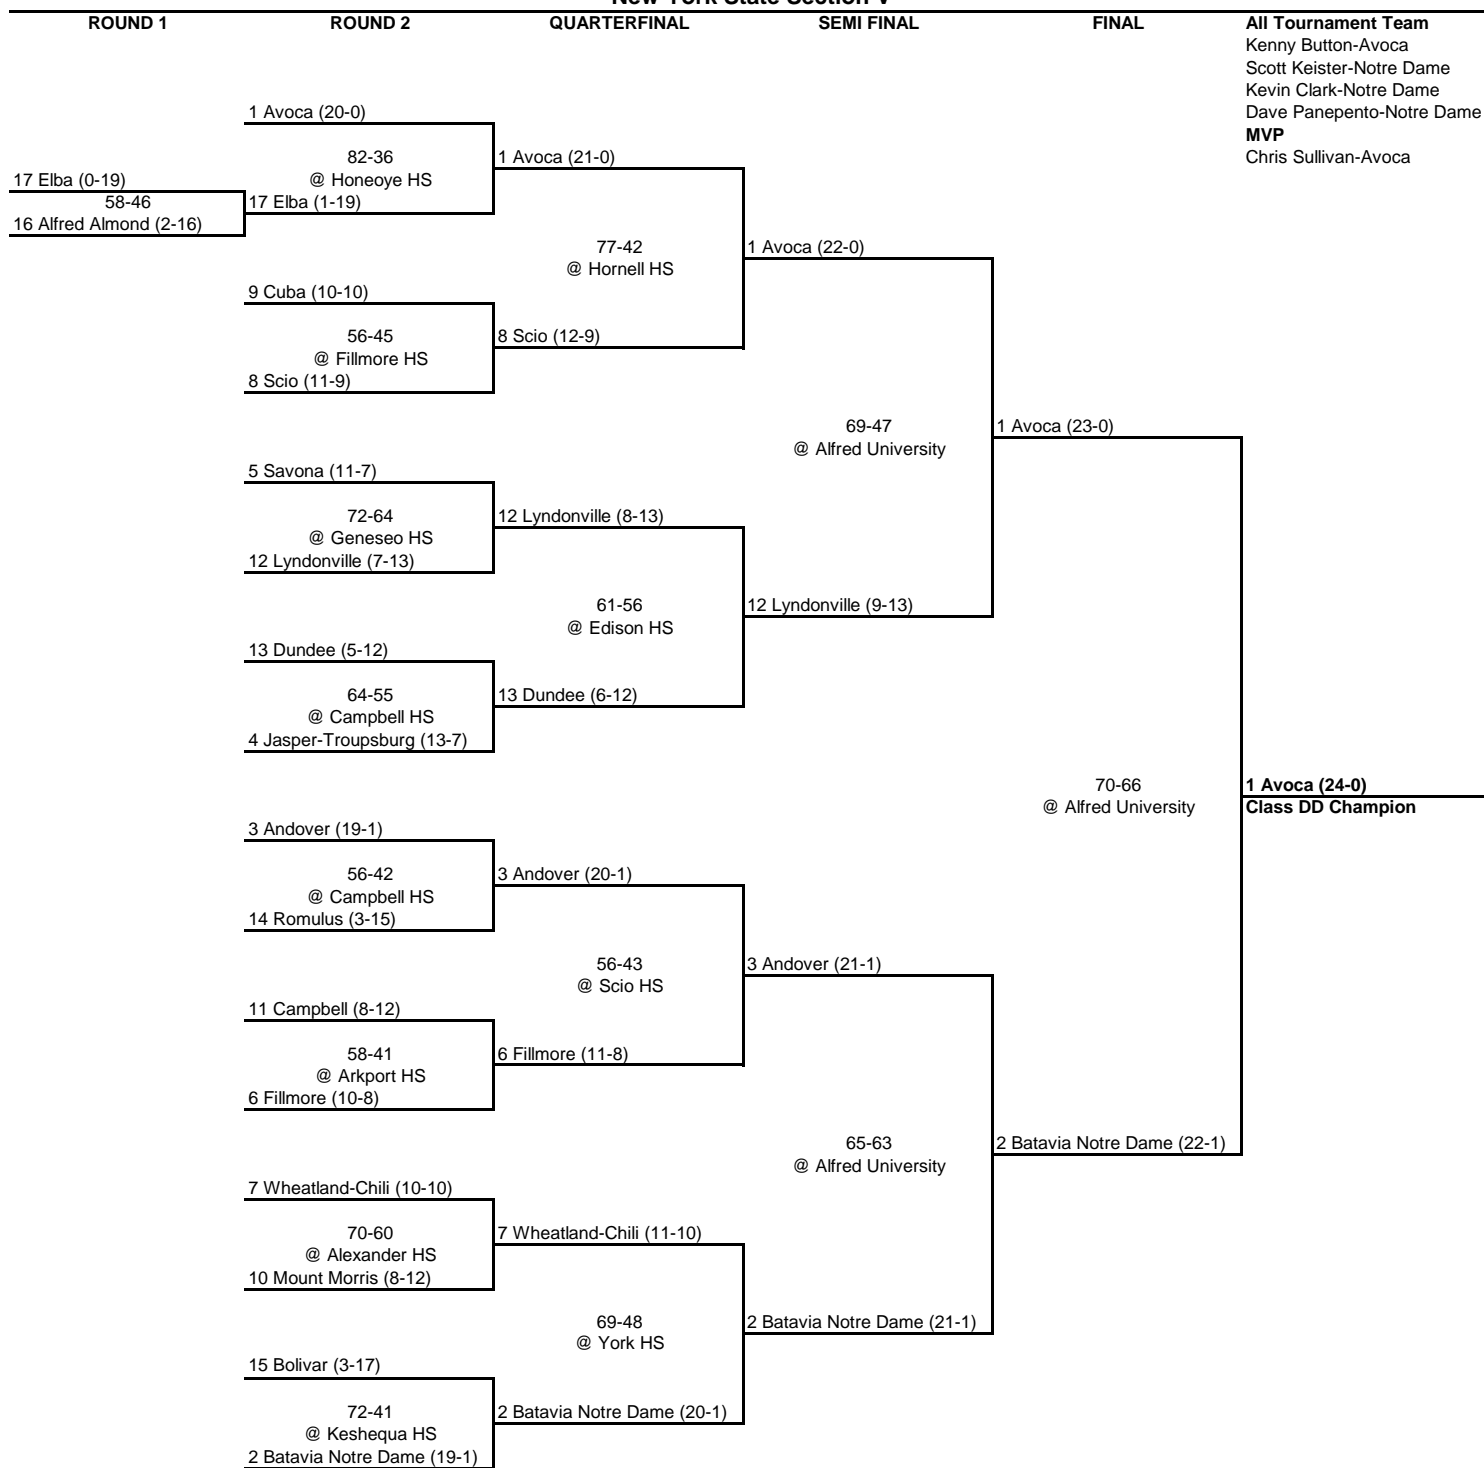 New York State Section V
ROUND 1 ROUND 2 QUARTERFINAL SEMI FINAL FINAL All Tournament Team
Kenny Button-Avoca
Scott Keister-Notre Dame
Kevin Clark-Notre Dame
Dave Panepento-Notre Dame
MVP
Chris Sullivan-Avoca
17 Elba (0-19)
58-46
16 Alfred Almond (2-16)
1 Avoca (20-0)
82-36
@ Honeoye HS
17 Elba (1-19)
9 Cuba (10-10)
56-45
@ Fillmore HS
8 Scio (11-9)
5 Savona (11-7)
72-64
@ Geneseo HS
12 Lyndonville (7-13)
13 Dundee (5-12)
64-55
@ Campbell HS
4 Jasper-Troupsburg (13-7)
3 Andover (19-1)
56-42
@ Campbell HS
14 Romulus (3-15)
11 Campbell (8-12)
58-41
@ Arkport HS
6 Fillmore (10-8)
7 Wheatland-Chili (10-10)
70-60
@ Alexander HS
10 Mount Morris (8-12)
15 Bolivar (3-17)
72-41
@ Keshequa HS
2 Batavia Notre Dame (19-1)
1 Avoca (21-0)
77-42
@ Hornell HS
8 Scio (12-9)
12 Lyndonville (8-13)
61-56
@ Edison HS
13 Dundee (6-12)
3 Andover (20-1)
56-43
@ Scio HS
6 Fillmore (11-8)
7 Wheatland-Chili (11-10)
69-48
@ York HS
2 Batavia Notre Dame (20-1)
1 Avoca (22-0)
69-47
@ Alfred University
12 Lyndonville (9-13)
3 Andover (21-1)
65-63
@ Alfred University
2 Batavia Notre Dame (21-1)
1 Avoca (23-0)
70-66
@ Alfred University
2 Batavia Notre Dame (22-1)
1 Avoca (24-0)
Class DD Champion